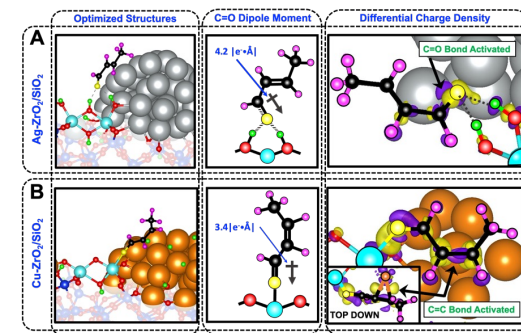 Optimized Structures
C=O Dipole Moment
Differential Charge Density
A
Ag-ZrO₂/SiO₂
4.2 |e⁻•Å|
C=O Bond Activated
B
Cu-ZrO₂/SiO₂
3.4|e⁻•Å|
TOP DOWN
C=C Bond Activated